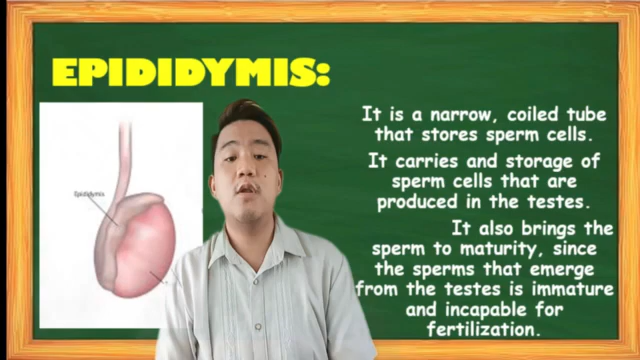 EPIDIDYMIS:
Epididymis
It is a narrow, coiled tube
that stores sperm cells.
It carries and storage of
sperm cells that are
produced in the testes.
It also brings the
sperm to maturity, since
the sperms that emerge
from the testes is immature
and incapable for
fertilization.